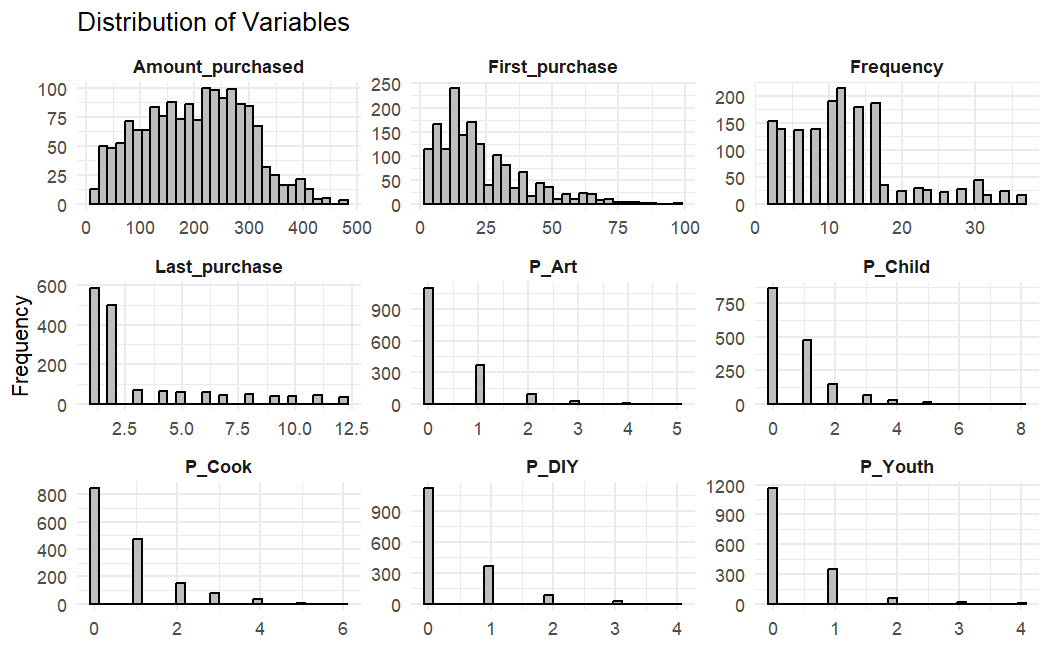 Distribution of Variables
Amount_purchased First_purchase Frequency
100 250
75 200 200
150 150
50 100 100
25 50 50
0 0 0
0 100 200 300 400 500 0 25 50 75 100 0 10 20 30
Last_purchase P_Art P_Child
600 900 750
400 600 500
200 300 250
0 0 0
2.5 5.0 7.5 10.0 12.5 0 1 2 3 4 5 0 2 4 6 8
Frequency
P_Cook P_DIY P_Youth
800 900 1200
600 600 900
400 600
200 300 300
0 0 0
0 2 4 6 0 1 2 3 4 0 1 2 3 4